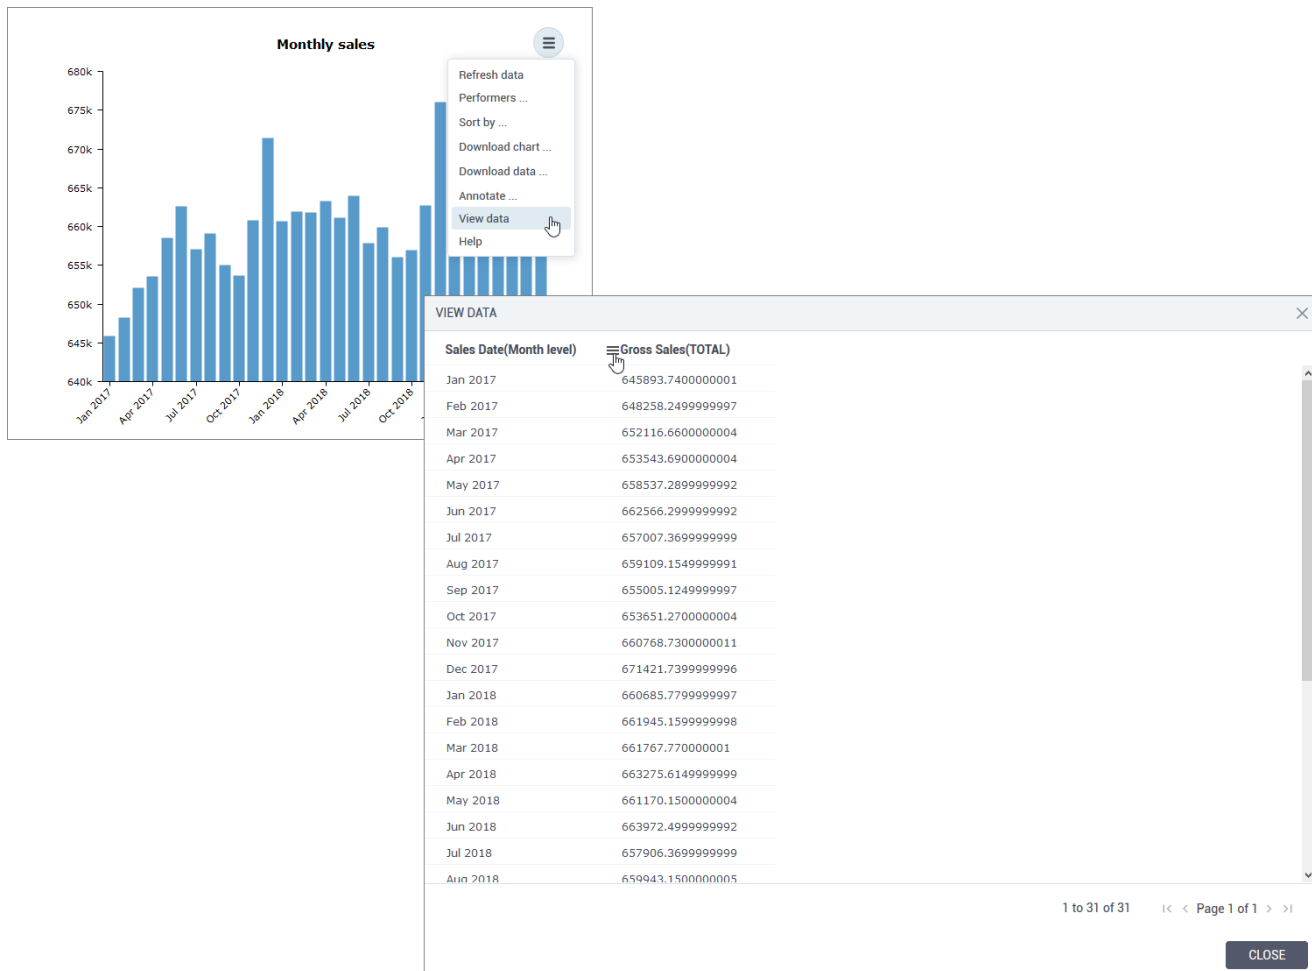 Monthly sales
680k
675k
670k
665k
660k
655k
650k
645k
640k
Jan 2017
Apr 2017
Jul 2017
Oct 2017
Jan 2018
Apr 2018
Jul 2018
Oct 2018
Refresh data
Performers ...
Sort by ...
Download chart ...
Download data ...
Annotate ...
View data
Help
VIEW DATA
Sales Date(Month level) Gross Sales(TOTAL)
Jan 2017 645893.7400000001
Feb 2017 648258.2499999997
Mar 2017 652116.6600000004
Apr 2017 653543.6900000004
May 2017 658537.2899999992
Jun 2017 662566.2999999992
Jul 2017 657007.3699999999
Aug 2017 659109.1549999991
Sep 2017 655005.1249999997
Oct 2017 653651.2700000004
Nov 2017 660768.7300000011
Dec 2017 671421.7399999996
Jan 2018 660685.7799999997
Feb 2018 661945.1599999998
Mar 2018 661767.770000001
Apr 2018 663275.6149999999
May 2018 661170.1500000004
Jun 2018 663972.4999999992
Jul 2018 657906.3699999999
Aug 2018 659943.1500000005
1 to 31 of 31 Page 1 of 1
CLOSE